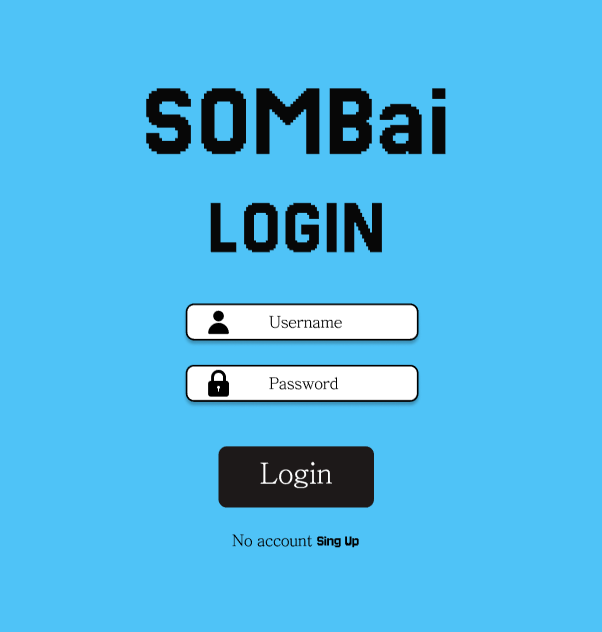 SOMBai
LOGIN
Username
Password
Login
No account Sing Up